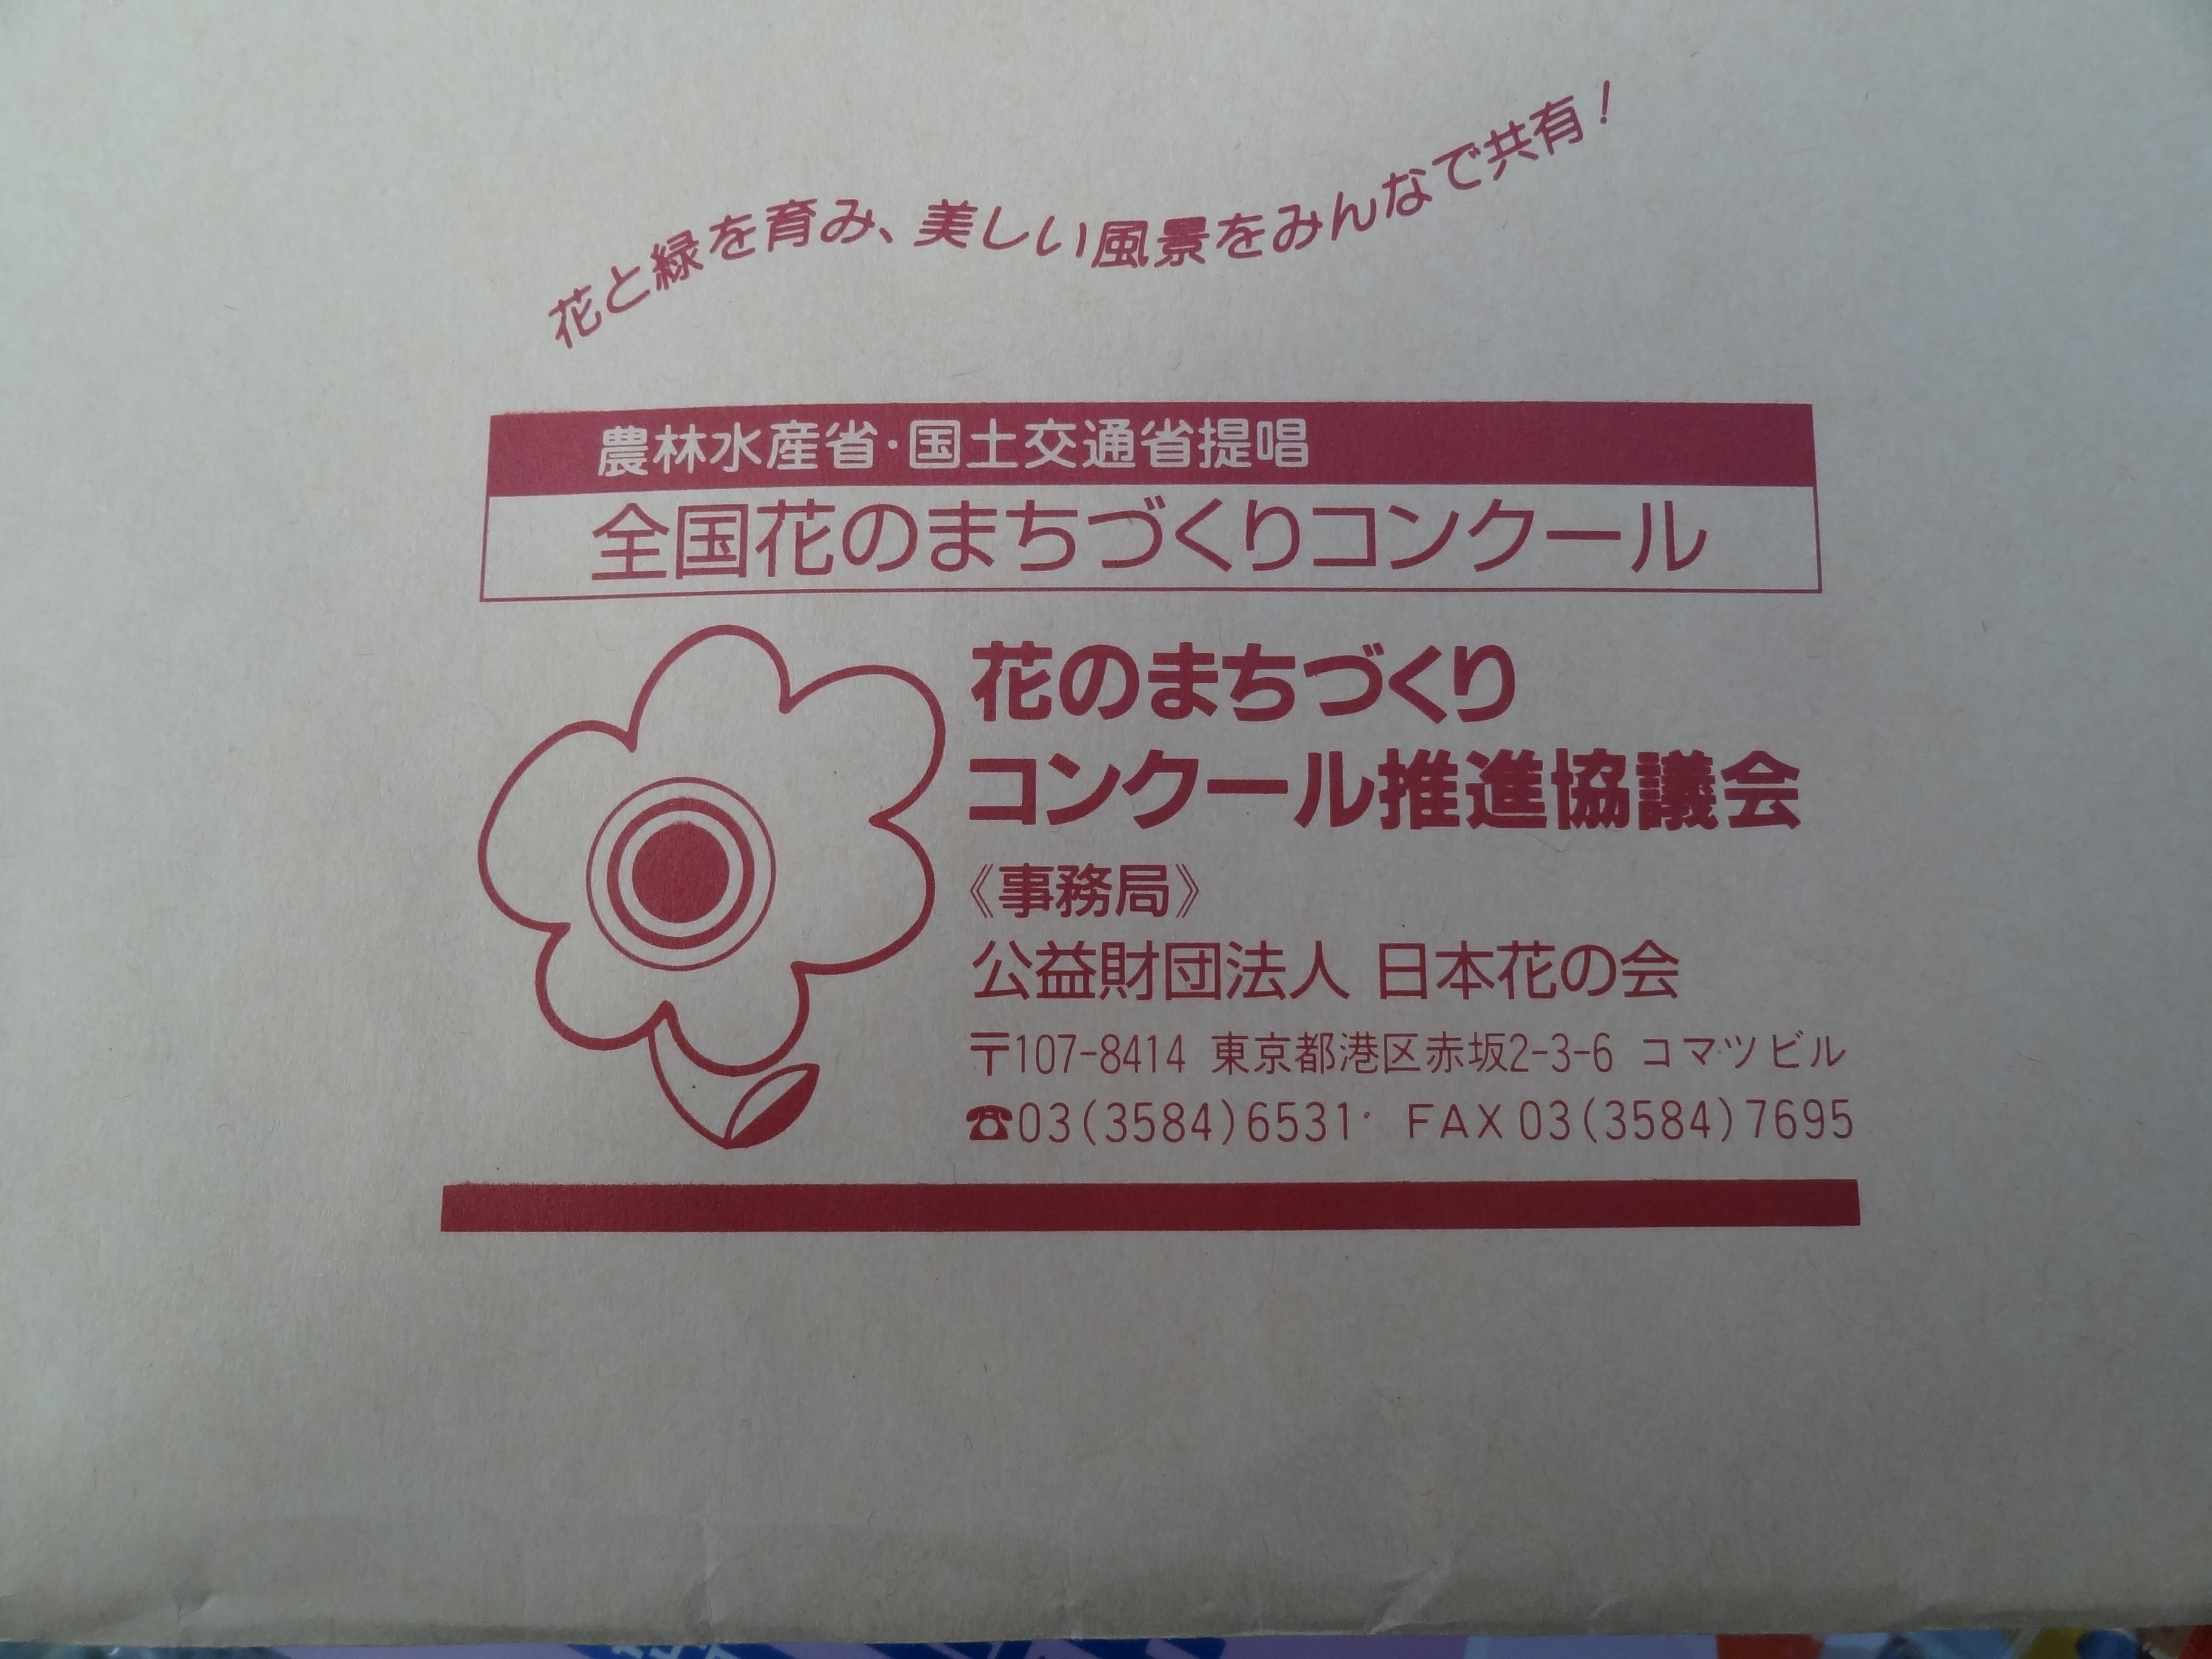 花と緑を育み、美しい風景をみんなで共有!
農林水産省・国土交通省提唱
全国花のまちづくりコンクール
花のまちづくり
コンクール推進協議会
《事務局》
公益財団法人 日本花の会
〒107-8414 東京都港区赤坂2-3-6 コマツビル
☎03(3584)6531 FAX 03(3584)7695